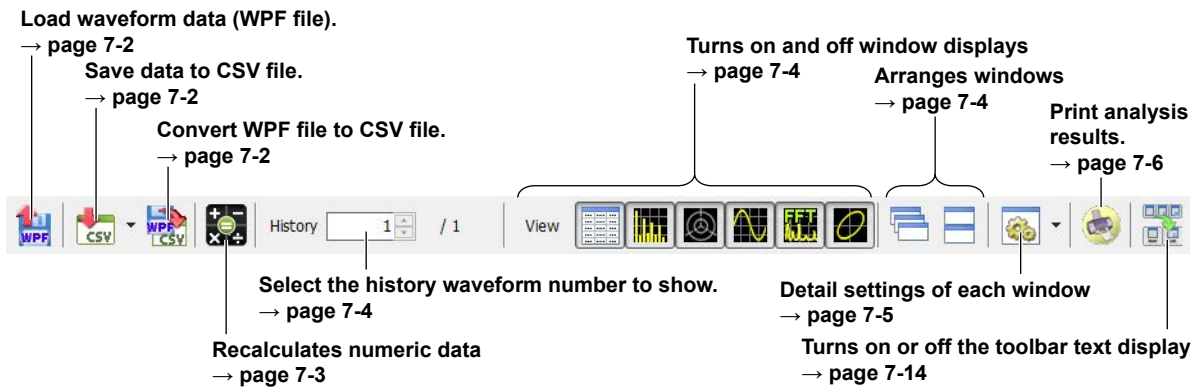 Load waveform data (WPF file).
→ page 7-2
Save data to CSV file.
→ page 7-2
Convert WPF file to CSV file.
→ page 7-2
Turns on and off window displays
→ page 7-4
Arranges windows
→ page 7-4
Print analysis
results.
→ page 7-6
WPF
CSV
WPF
CSV
History 1 / 1
View
FFT
Select the history waveform number to show.
→ page 7-4
Recalculates numeric data
→ page 7-3
Detail settings of each window
→ page 7-5
Turns on or off the toolbar text display
→ page 7-14